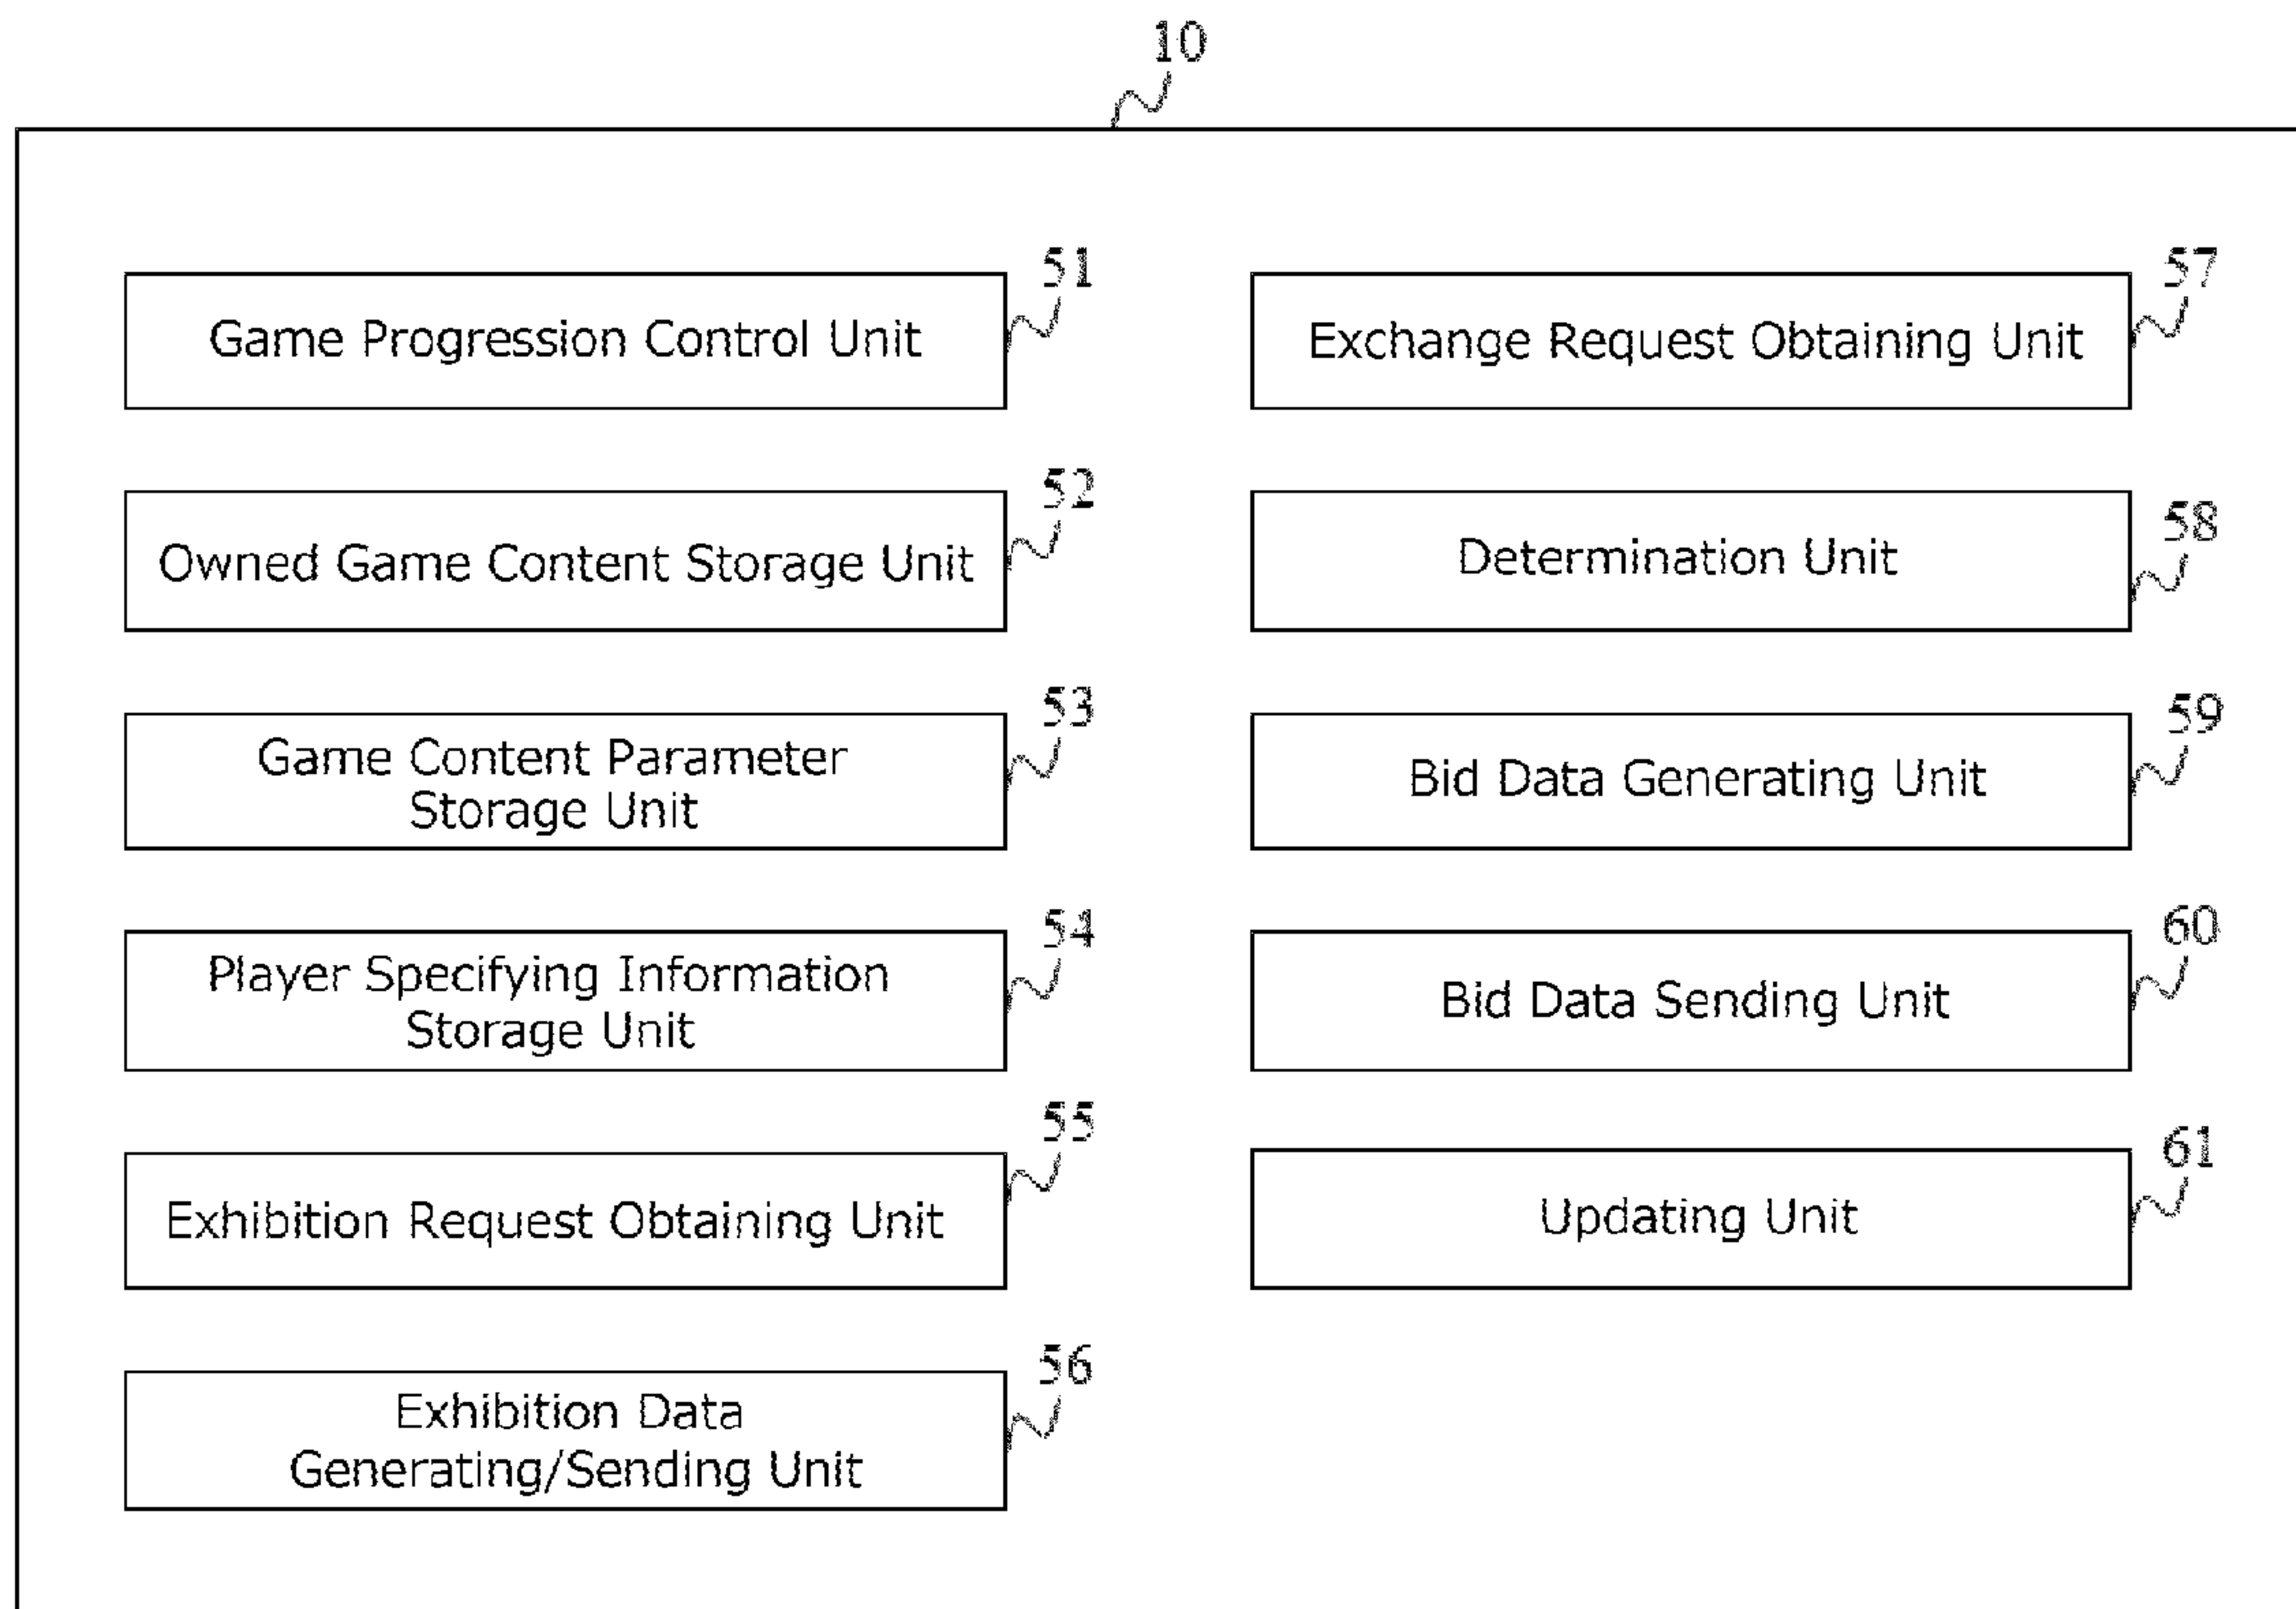 10
51
Game Progression Control Unit
52
Owned Game Content Storage Unit
53
Game Content Parameter
Storage Unit
54
Player Specifying Information
Storage Unit
55
Exhibition Request Obtaining Unit
56
Exhibition Data
Generating/Sending Unit
57
Exchange Request Obtaining Unit
58
Determination Unit
59
Bid Data Generating Unit
60
Bid Data Sending Unit
61
Updating Unit